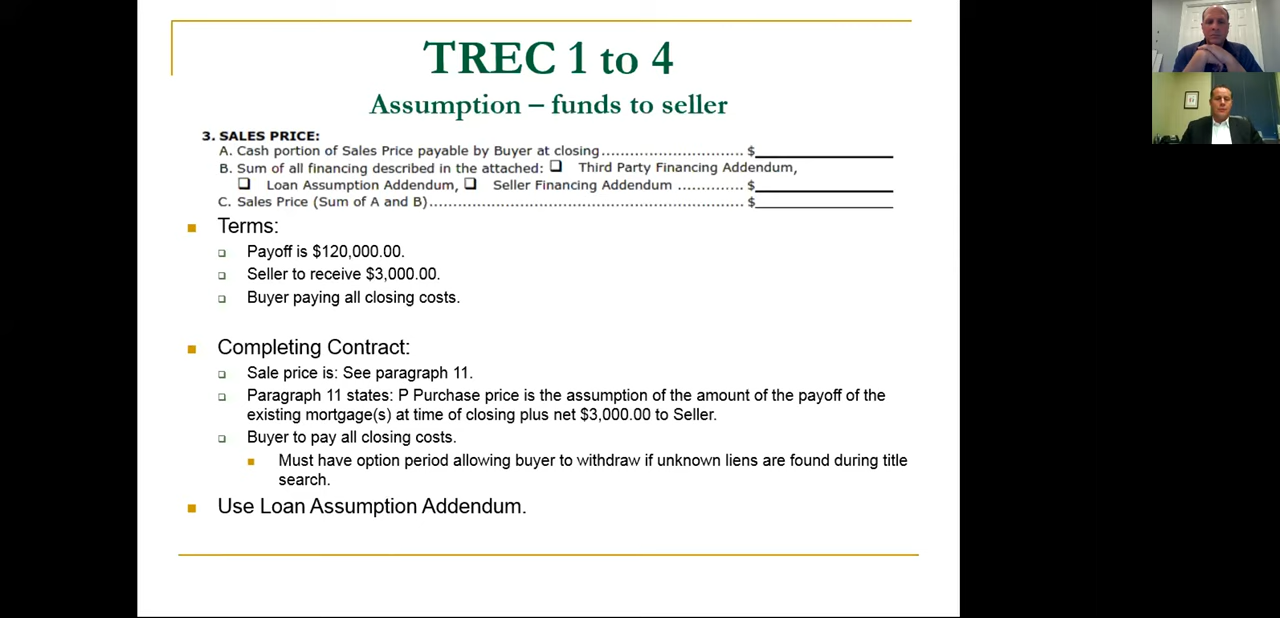 TREC 1 to 4
Assumption – funds to seller
3. SALES PRICE:
A. Cash portion of Sales Price payable by Buyer at closing.............................. $
B. Sum of all financing described in the attached: ❑ Third Party Financing Addendum,
❑ Loan Assumption Addendum, ❑ Seller Financing Addendum .............. $
C. Sales Price (Sum of A and B).................................................................. $
Terms:
Payoff is $120,000.00.
Seller to receive $3,000.00.
Buyer paying all closing costs.
Completing Contract:
Sale price is: See paragraph 11.
Paragraph 11 states: P Purchase price is the assumption of the amount of the payoff of the
existing mortgage(s) at time of closing plus net $3,000.00 to Seller.
Buyer to pay all closing costs.
Must have option period allowing buyer to withdraw if unknown liens are found during title
search.
Use Loan Assumption Addendum.